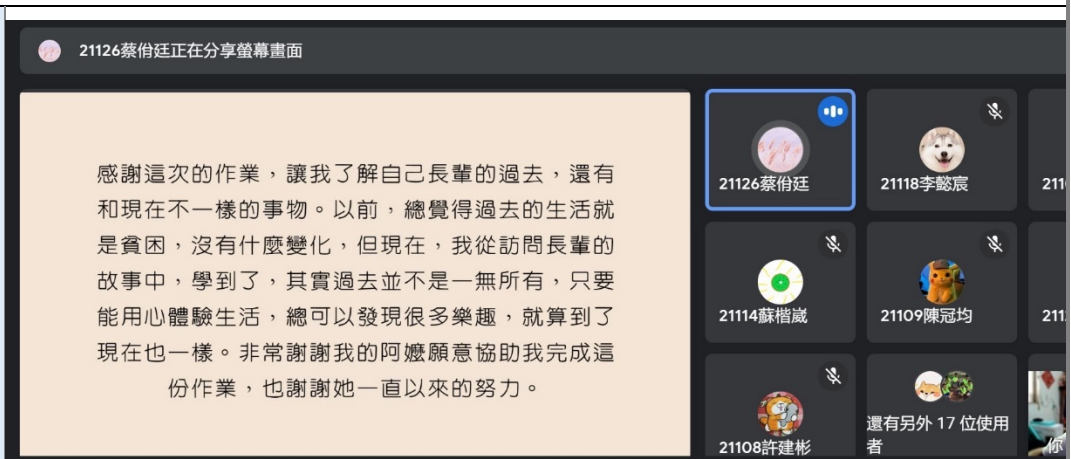 21126蔡佾廷正在分享螢幕畫面
感謝這次的作業，讓我了解自己長輩的過去，還有
和現在不一樣的事物。以前，總覺得過去的生活就
是貧困，沒有什麼變化，但現在，我從訪問長輩的
故事中，學到了，其實過去並不是一無所有，只要
能用心體驗生活，總可以發現很多樂趣，就算到了
現在也一樣。非常謝謝我的阿嬤願意協助我完成這
份作業，也謝謝她一直以來的努力。
21126蔡佾廷
21118李懿宸
211
21114蘇楷崴
21109陳冠均
211
21108許建彬
還有另外 17 位使用
者
你